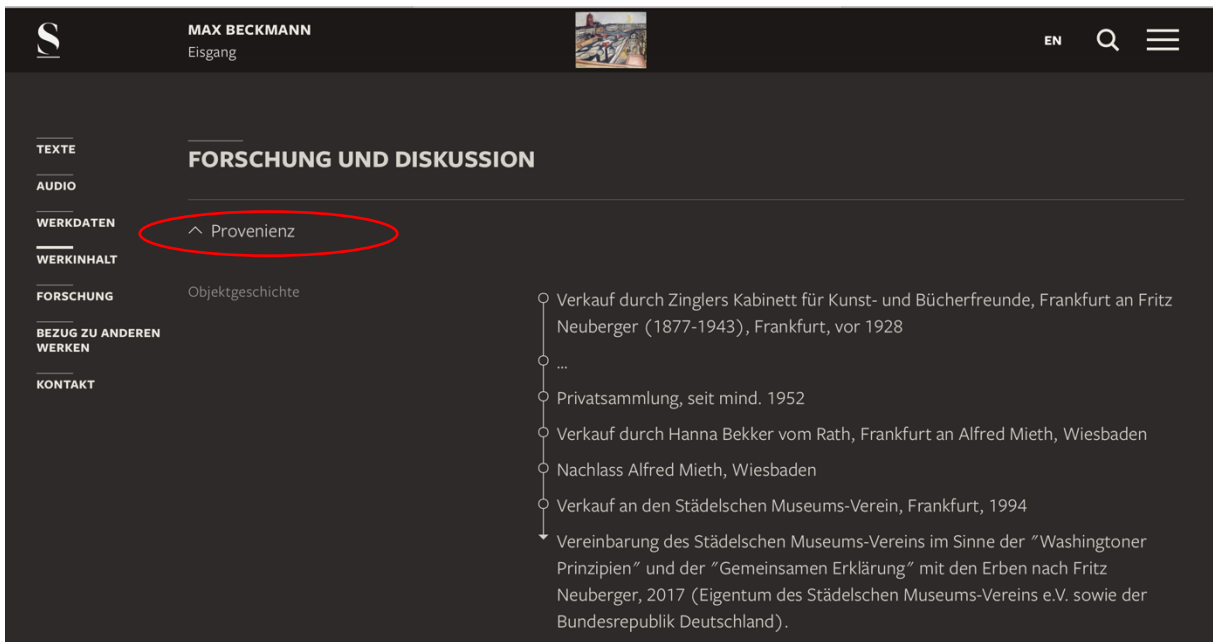 S
MAX BECKMANN
Eisgang
EN
TEXTE
AUDIO
WERKDATEN
WERKINHALT
FORSCHUNG
BEZUG ZU ANDEREN
WERKEN
KONTAKT
FORSCHUNG UND DISKUSSION
Provenienz
Objektgeschichte
Verkauf durch Zinglers Kabinett für Kunst- und Bücherfreunde, Frankfurt an Fritz
Neuberger (1877-1943), Frankfurt, vor 1928
...
Privatsammlung, seit mind. 1952
Verkauf durch Hanna Bekker vom Rath, Frankfurt an Alfred Mieth, Wiesbaden
Nachlass Alfred Mieth, Wiesbaden
Verkauf an den Städelschen Museums-Verein, Frankfurt, 1994
Vereinbarung des Städelschen Museums-Vereins im Sinne der "Washingtoner
Prinzipien" und der "Gemeinsamen Erklärung" mit den Erben nach Fritz
Neuberger, 2017 (Eigentum des Städelschen Museums-Vereins e.V. sowie der
Bundesrepublik Deutschland).